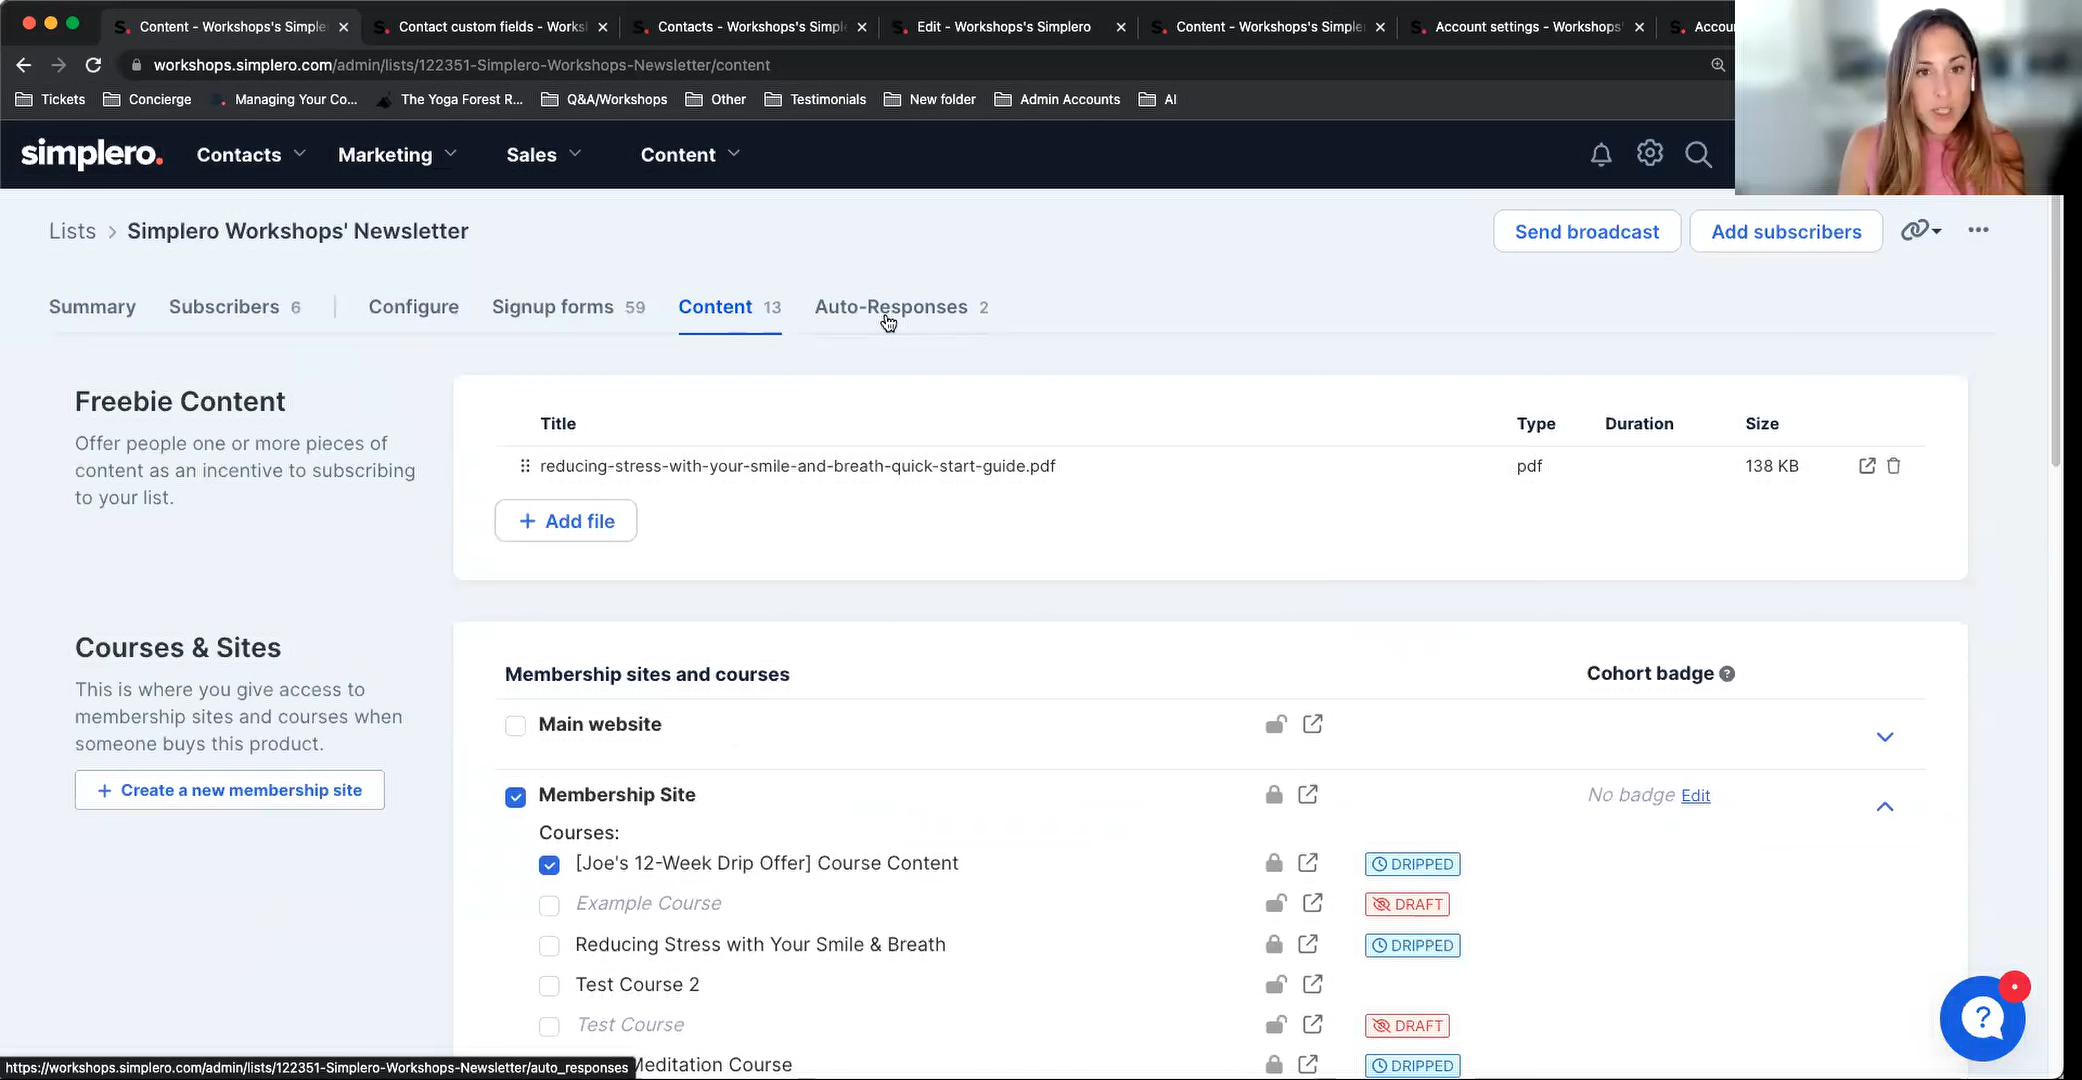 Content - Workshops's Simple
Contact custom fields - Works
Contacts - Workshops's Simpl
Edit - Workshops's Simplero
Content - Workshops's Simple
Account settings - Workshops'
Accou
workshops.simplero.com/admin/lists/122351-Simplero-Workshops-Newsletter/content
Tickets
Concierge
Managing Your Co...
The Yoga Forest R...
Q&A/Workshops
Other
Testimonials
New folder
Admin Accounts
AI
simplero.
Contacts
Marketing
Sales
Content
Lists > Simplero Workshops' Newsletter
Send broadcast
Add subscribers
Summary
Subscribers 6
Configure
Signup forms 59
Content 13
Auto-Responses 2
Freebie Content
Offer people one or more pieces of
content as an incentive to subscribing
to your list.
Title Type Duration Size
reducing-stress-with-your-smile-and-breath-quick-start-guide.pdf pdf 138 KB
+ Add file
Courses & Sites
This is where you give access to
membership sites and courses when
someone buys this product.
+ Create a new membership site
Membership sites and courses Cohort badge ?
Main website
Membership Site No badge Edit
Courses:
[Joe's 12-Week Drip Offer] Course Content DRIPPED
Example Course DRAFT
Reducing Stress with Your Smile & Breath DRIPPED
Test Course 2
Test Course DRAFT
Meditation Course DRIPPED
https://workshops.simplero.com/admin/lists/122351-Simplero-Workshops-Newsletter/auto_responses
?